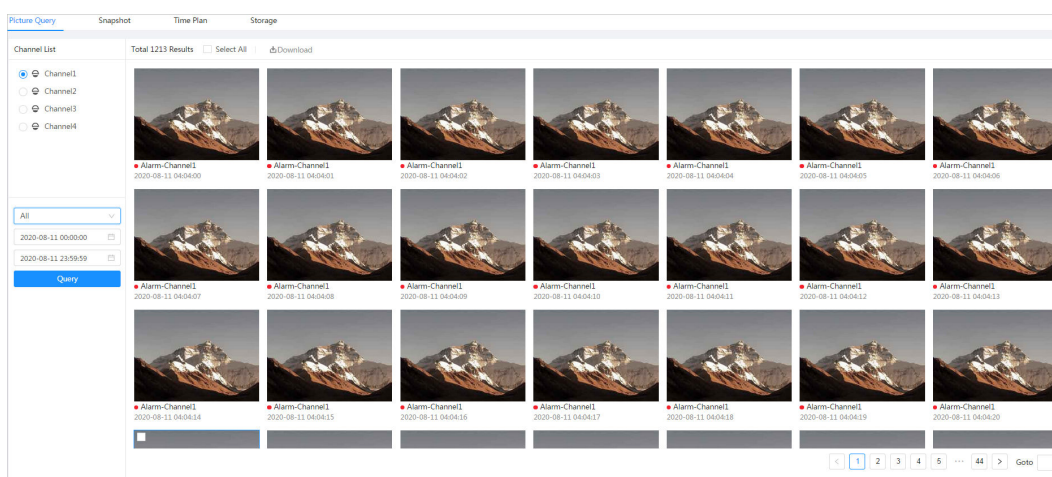 Picture Query Snapshot Time Plan Storage
Channel List Total 1213 Results Select All Download
Channel1
Channel2
Channel3
Channel4
Alarm-Channel1 Alarm-Channel1 Alarm-Channel1 Alarm-Channel1 Alarm-Channel1 Alarm-Channel1 Alarm-Channel1
2020-08-11 04:04:00 2020-08-11 04:04:01 2020-08-11 04:04:02 2020-08-11 04:04:03 2020-08-11 04:04:04 2020-08-11 04:04:05 2020-08-11 04:04:06
All
2020-08-11 00:00:00
2020-08-11 23:59:59
Query
Alarm-Channel1 Alarm-Channel1 Alarm-Channel1 Alarm-Channel1 Alarm-Channel1 Alarm-Channel1 Alarm-Channel1
2020-08-11 04:04:07 2020-08-11 04:04:08 2020-08-11 04:04:09 2020-08-11 04:04:10 2020-08-11 04:04:11 2020-08-11 04:04:12 2020-08-11 04:04:13
Alarm-Channel1 Alarm-Channel1 Alarm-Channel1 Alarm-Channel1 Alarm-Channel1 Alarm-Channel1 Alarm-Channel1
2020-08-11 04:04:14 2020-08-11 04:04:15 2020-08-11 04:04:16 2020-08-11 04:04:17 2020-08-11 04:04:18 2020-08-11 04:04:19 2020-08-11 04:04:20
< 1 2 3 4 5 ··· 44 > Goto